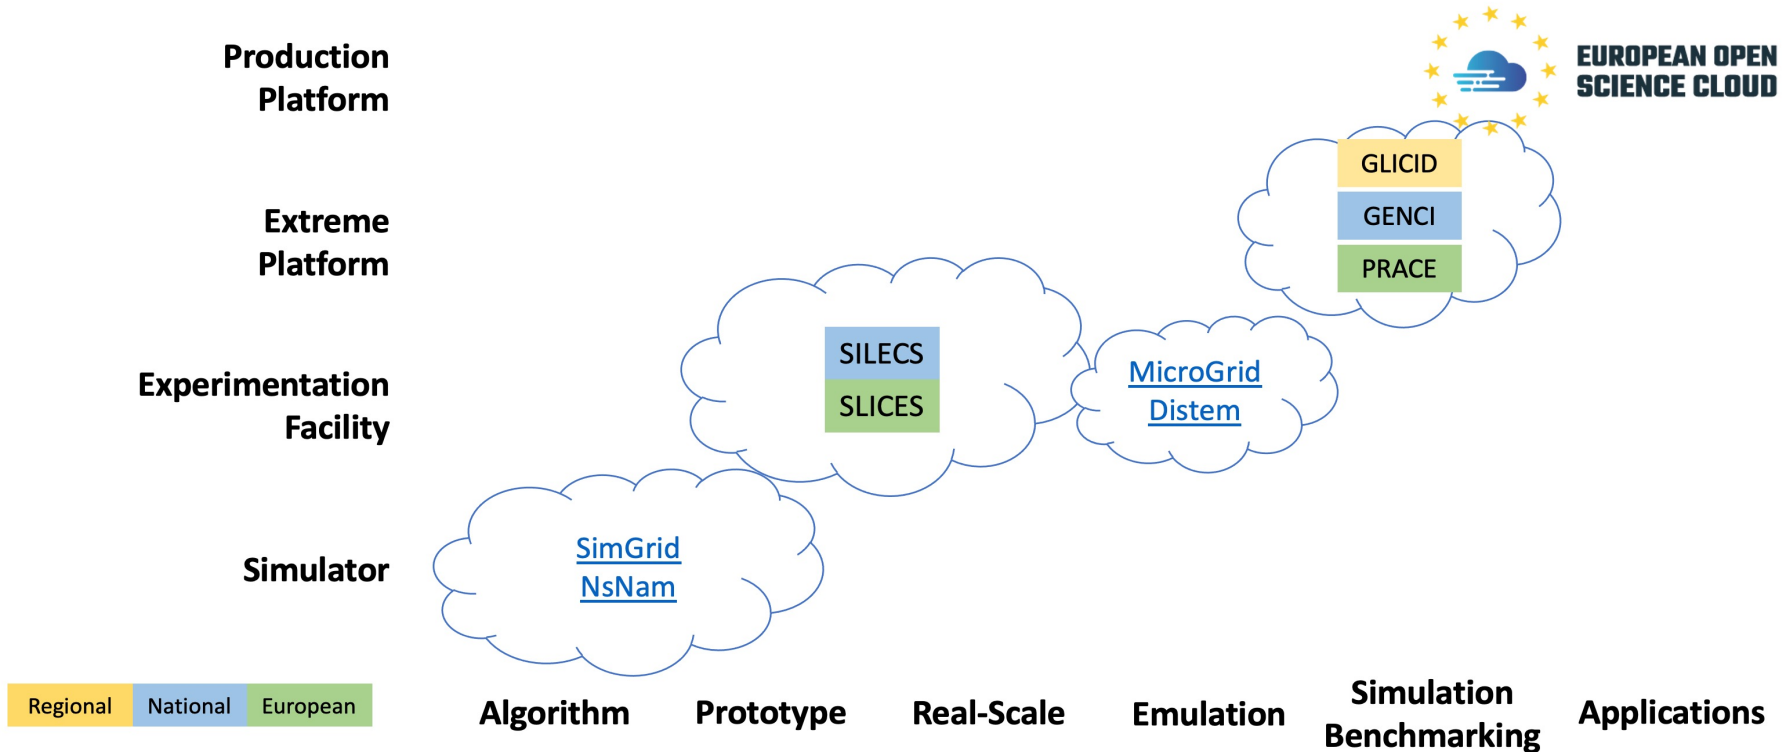 Production
Platform
EUROPEAN OPEN
SCIENCE CLOUD
GLICID
GENCI
PRACE
Extreme
Platform
SILECS
SLICES
MicroGrid
Distem
Experimentation
Facility
SimGrid
NsNam
Simulator
Regional
National
European
Algorithm
Prototype
Real-Scale
Emulation
Simulation
Benchmarking
Applications